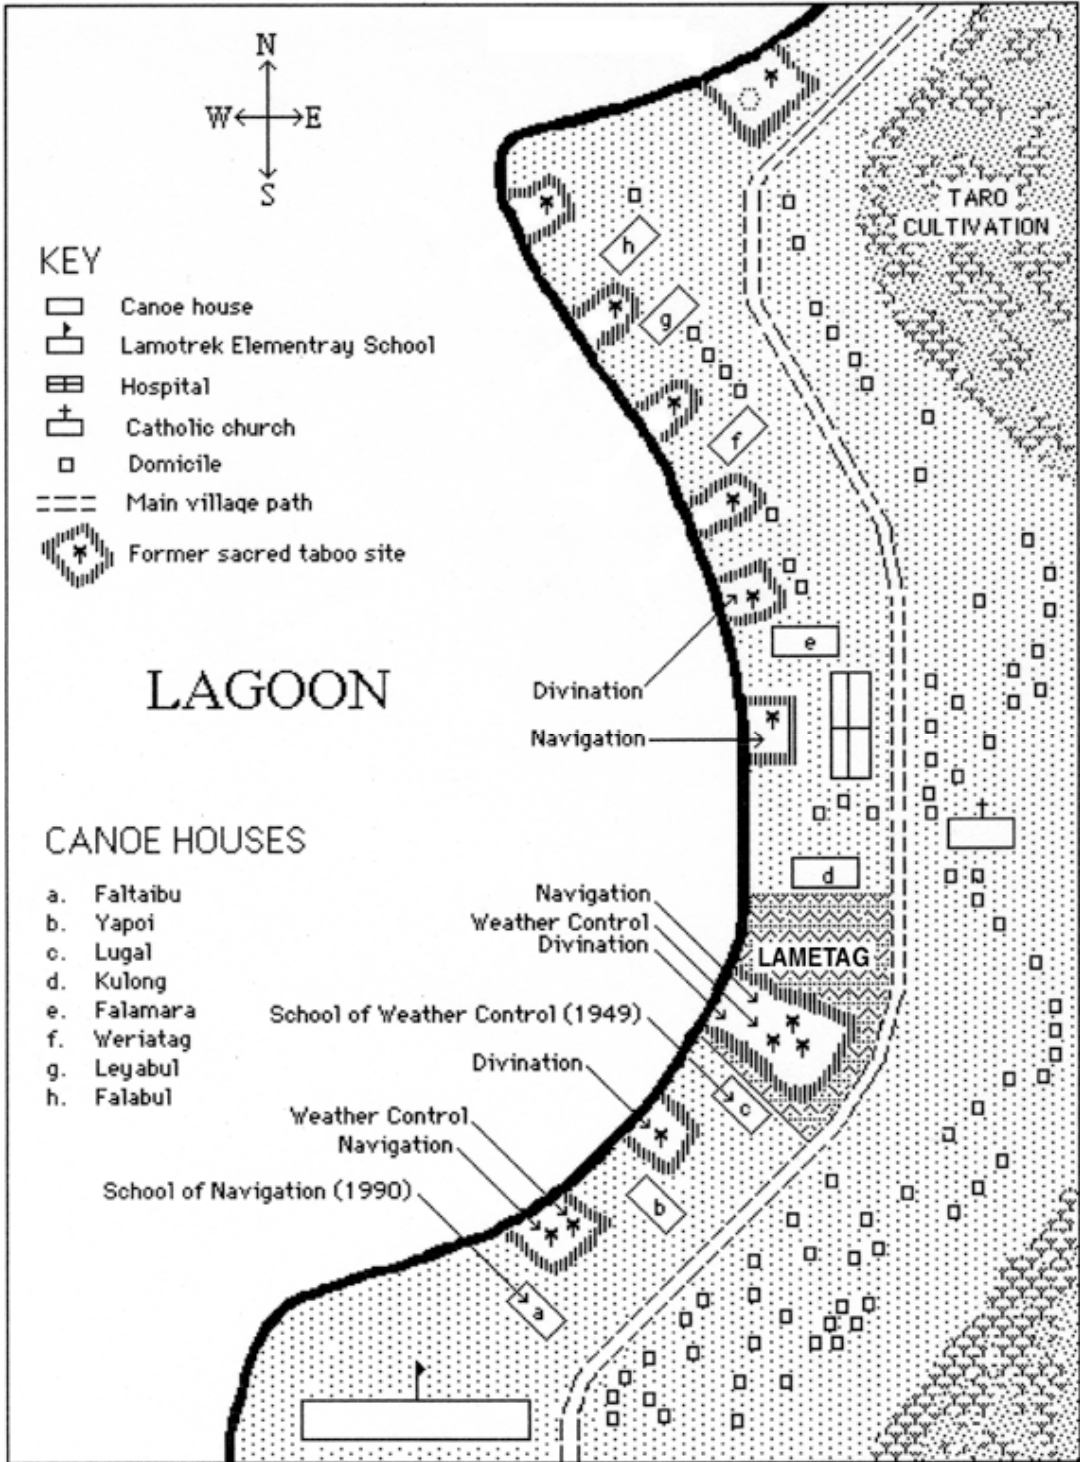 N
W E
S
TARO
CULTIVATION
KEY
Canoe house
Lamotrek Elementray School
Hospital
Catholic church
Domicile
Main village path
Former sacred taboo site
h
g
f
e
LAGOON
Divination
Navigation
CANOE HOUSES
a. Faltaibu
b. Yapoi
c. Lugal
d. Kulong
e. Falamara
f. Weriatag
g. Leyabul
h. Falabul
d
Navigation
Weather Control
Divination
LAMETAG
School of Weather Control (1949)
Divination
c
Weather Control
Navigation
School of Navigation (1990)
b
a